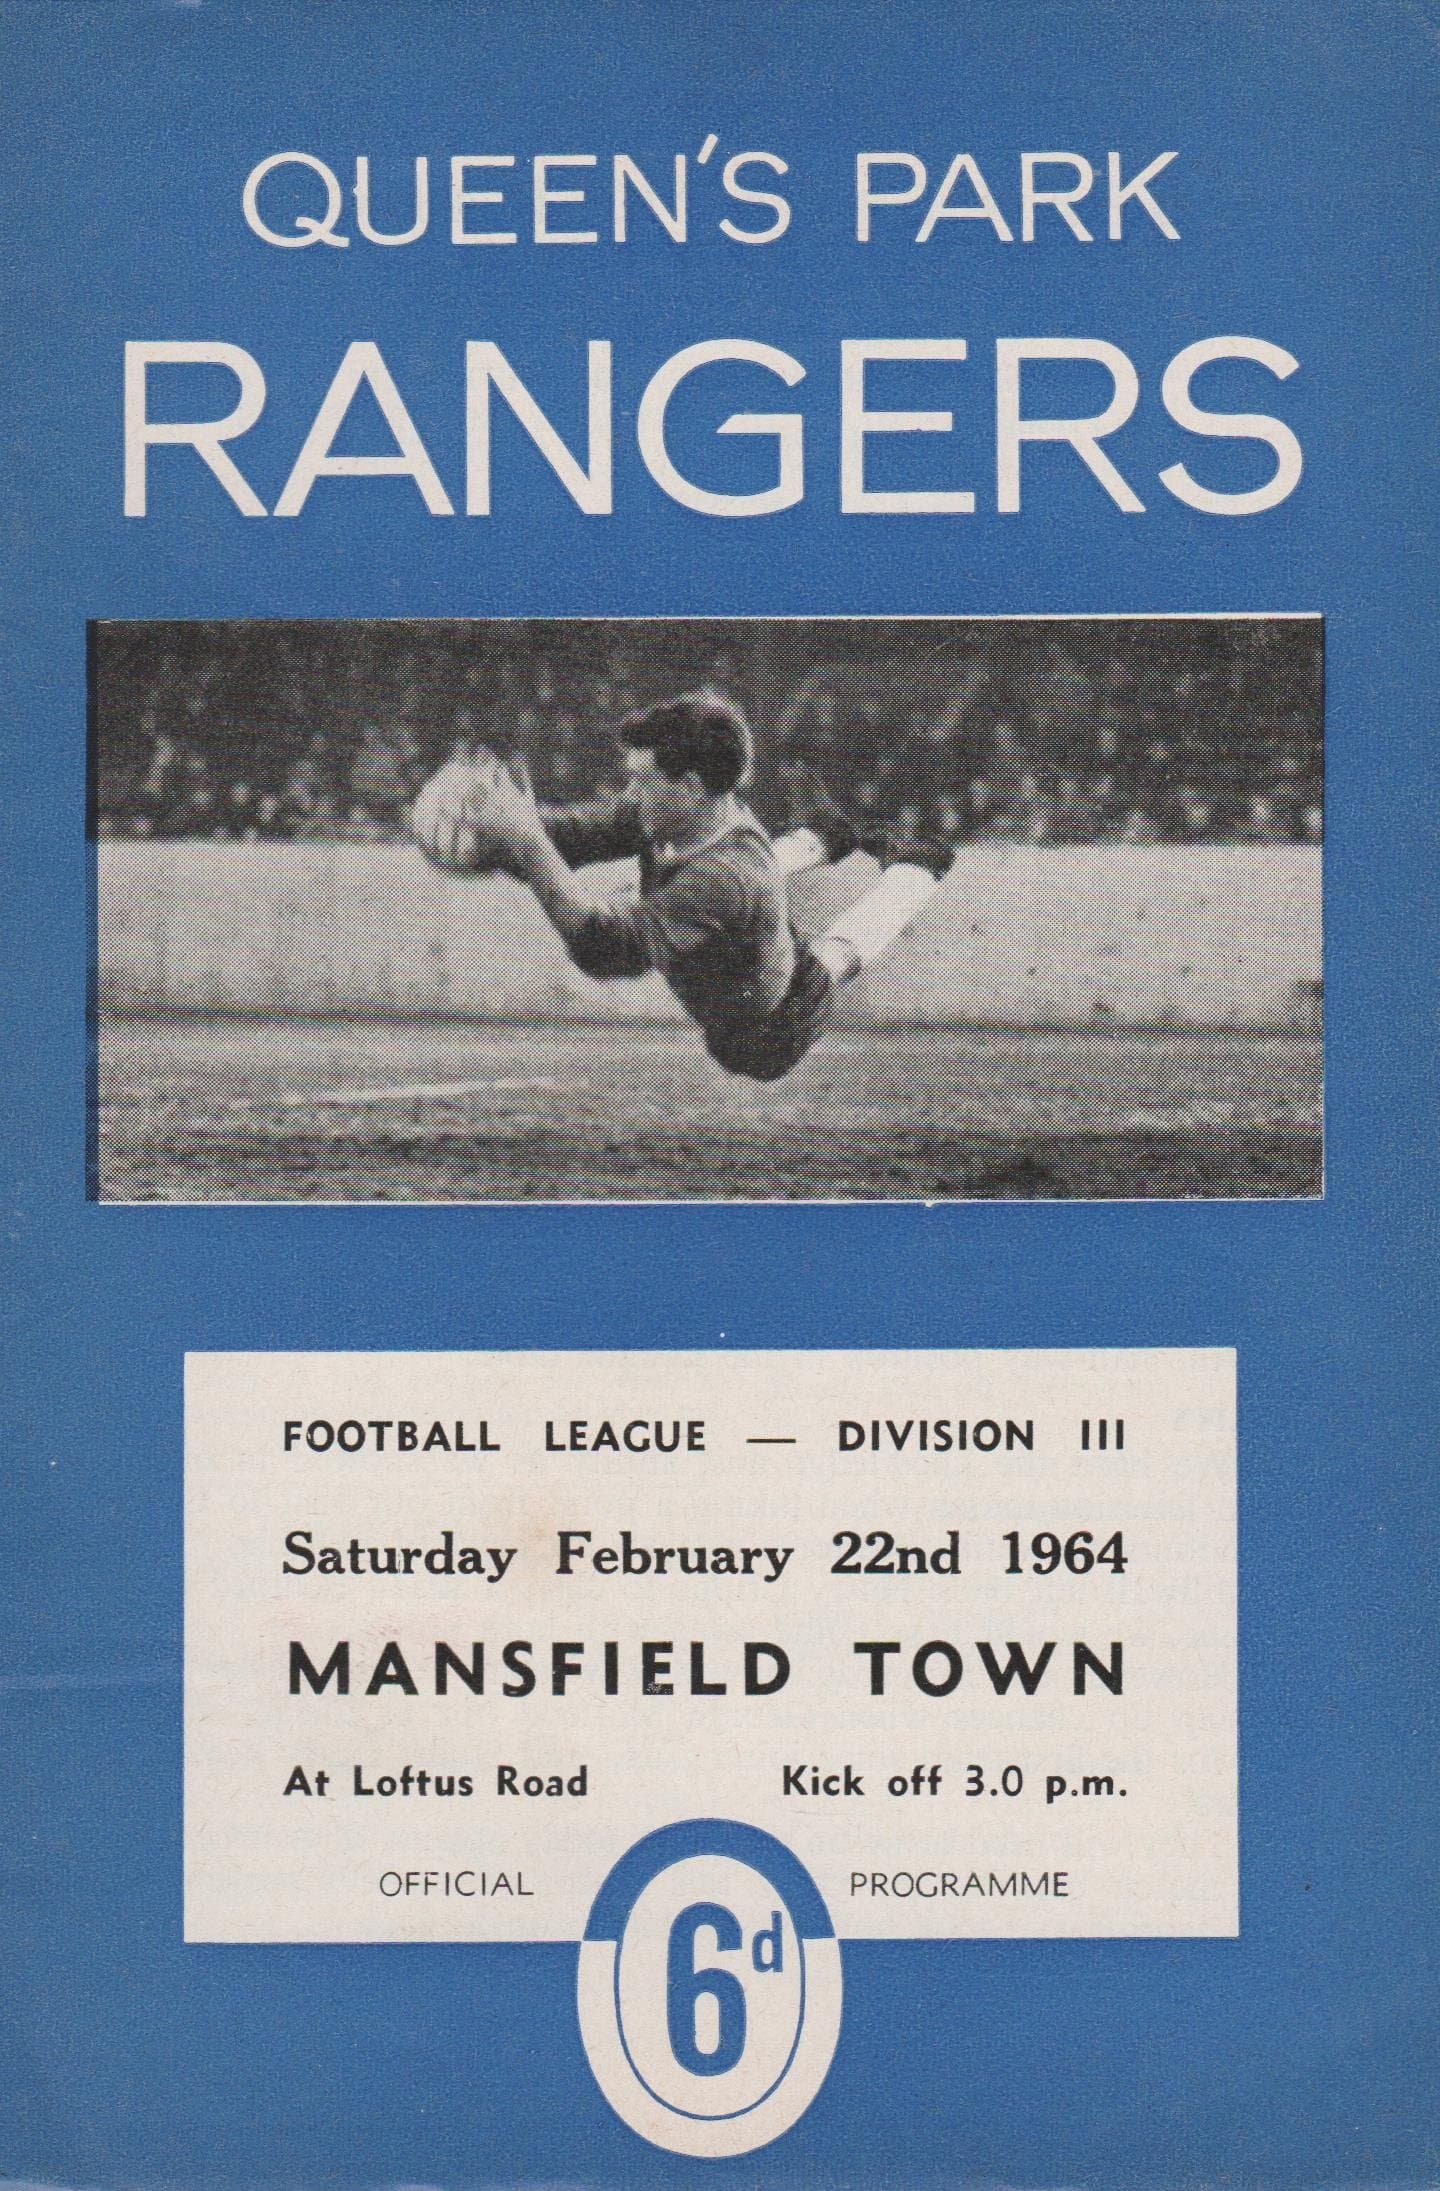 QUEEN'S PARK
RANGERS
FOOTBALL LEAGUE — DIVISION III
Saturday February 22nd 1964
MANSFIELD TOWN
At Loftus Road Kick off 3.0 p.m.
OFFICIAL PROGRAMME
6d